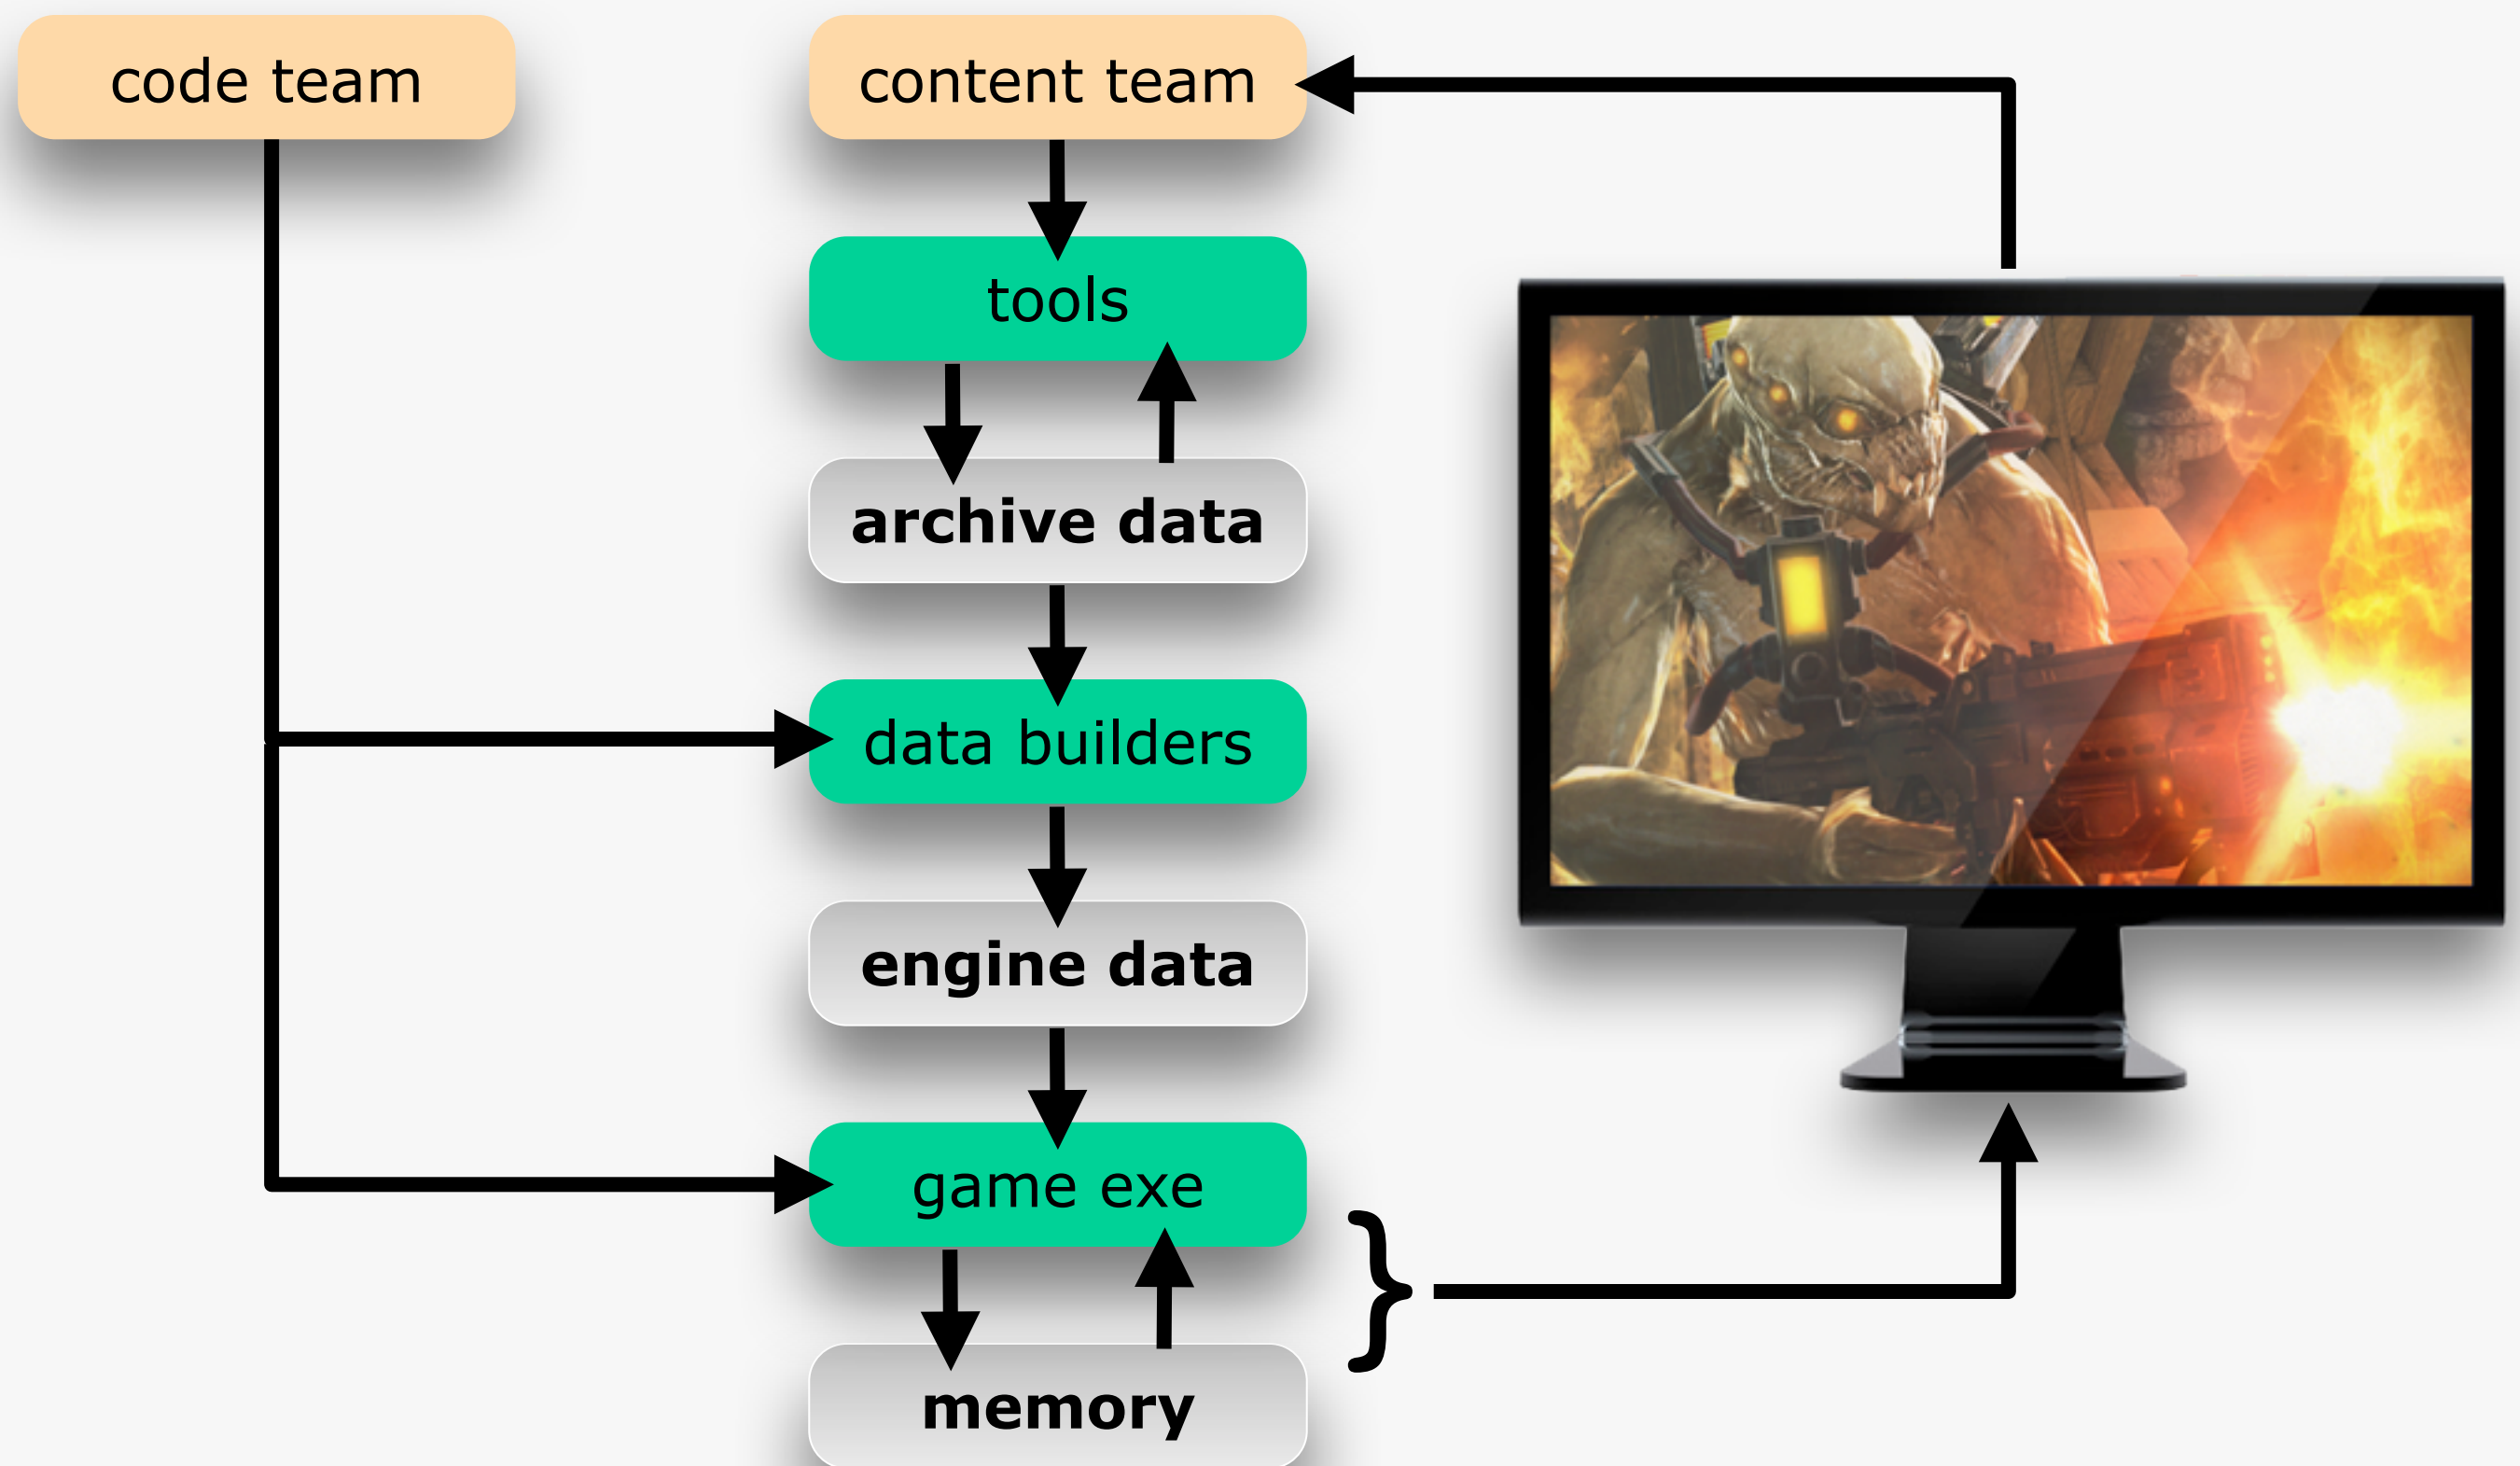 code team
content team
tools
archive data
data builders
engine data
game exe
}
memory